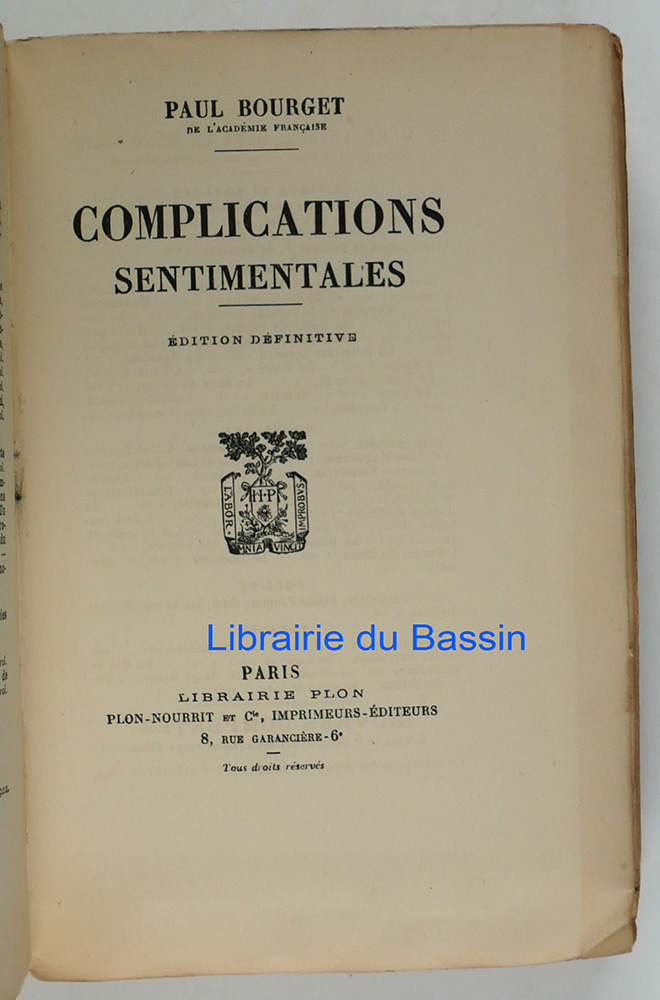 PAUL BOURGET
DE L'ACADÉMIE FRANÇAISE
COMPLICATIONS
SENTIMENTALES
ÉDITION DÉFINITIVE
H·P
LABOR
OMNIA VINCIT
IMPROBVS
Librairie du Bassin
PARIS
LIBRAIRIE PLON
PLON-NOURRIT ET Cie, IMPRIMEURS-ÉDITEURS
8, RUE GARANCIÈRE-6e
Tous droits réservés